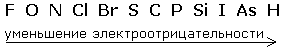 F O N Cl Br S C P Si I As H
уменьшение электроотрицательности